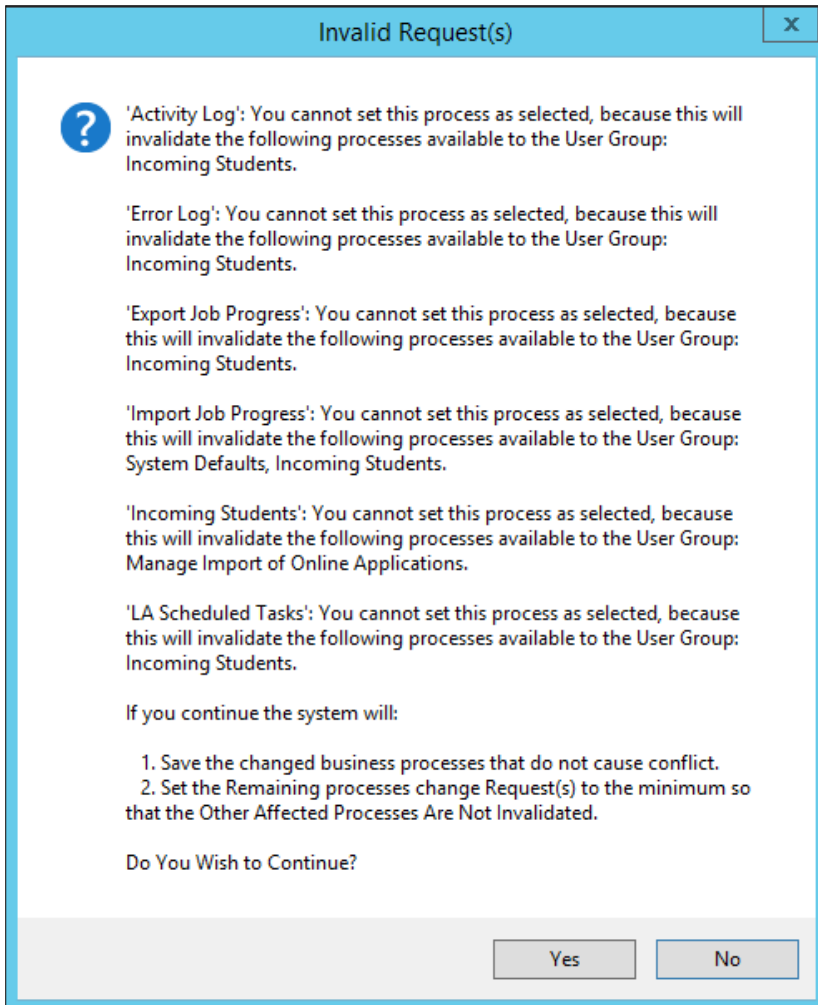 Invalid Request(s)
x
?
'Activity Log': You cannot set this process as selected, because this will
invalidate the following processes available to the User Group:
Incoming Students.
'Error Log': You cannot set this process as selected, because this will
invalidate the following processes available to the User Group:
Incoming Students.
'Export Job Progress': You cannot set this process as selected, because
this will invalidate the following processes available to the User Group:
Incoming Students.
'Import Job Progress': You cannot set this process as selected, because
this will invalidate the following processes available to the User Group:
System Defaults, Incoming Students.
'Incoming Students': You cannot set this process as selected, because
this will invalidate the following processes available to the User Group:
Manage Import of Online Applications.
'LA Scheduled Tasks': You cannot set this process as selected, because
this will invalidate the following processes available to the User Group:
Incoming Students.
If you continue the system will:
1. Save the changed business processes that do not cause conflict.
2. Set the Remaining processes change Request(s) to the minimum so
that the Other Affected Processes Are Not Invalidated.
Do You Wish to Continue?
Yes
No